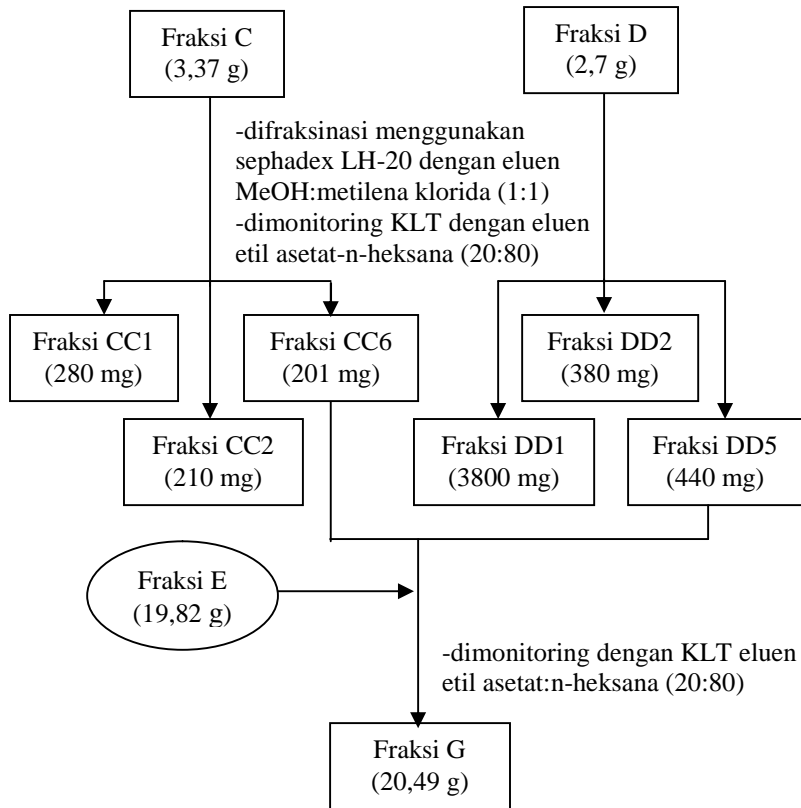 Fraksi C
(3,37 g)
Fraksi D
(2,7 g)
-difraksinasi menggunakan
sephadex LH-20 dengan eluen
MeOH:metilena klorida (1:1)
-dimonitoring KLT dengan eluen
etil asetat-n-heksana (20:80)
Fraksi CC1
(280 mg)
Fraksi CC6
(201 mg)
Fraksi DD2
(380 mg)
Fraksi CC2
(210 mg)
Fraksi DD1
(3800 mg)
Fraksi DD5
(440 mg)
Fraksi E
(19,82 g)
-dimonitoring dengan KLT eluen
etil asetat:n-heksana (20:80)
Fraksi G
(20,49 g)